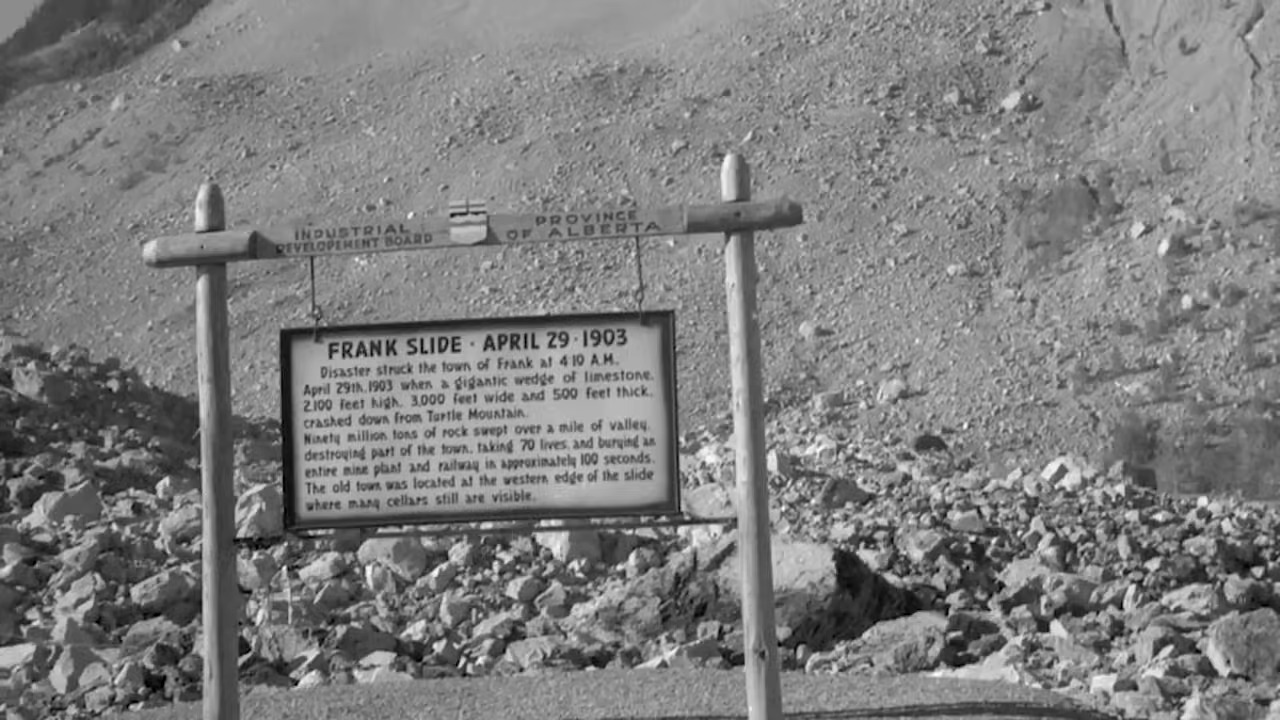 INDUSTRIAL
DEVELOPEMENT BOARD
PROVINCE
OF ALBERTA
FRANK SLIDE · APRIL 29 · 1903
Disaster struck the town of Frank at 4·10 A.M.,
April 29th, 1903 when a gigantic wedge of limestone,
2,100 feet high, 3,000 feet wide and 500 feet thick,
crashed down from Turtle Mountain.
Ninety million tons of rock swept over a mile of valley,
destroying part of the town, taking 70 lives, and burying an
entire mine plant and railway in approximately 100 seconds.
The old town was located at the western edge of the slide
where many cellars still are visible.